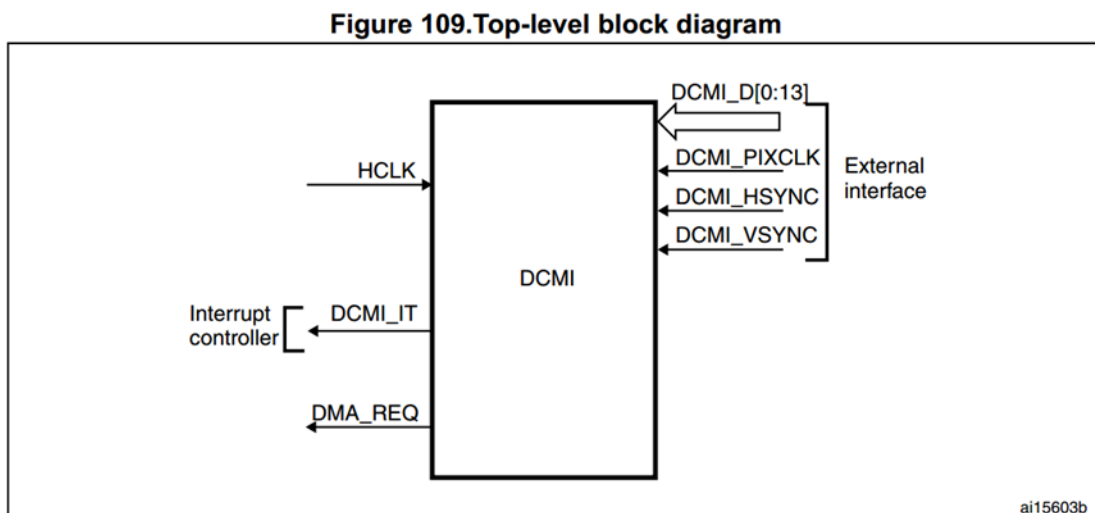 Figure 109.Top-level block diagram
DCMI_D[0:13]
HCLK
DCMI_PIXCLK
DCMI_HSYNC
DCMI_VSYNC
External
interface
DCMI
Interrupt
controller
DCMI_IT
DMA_REQ
ai15603b